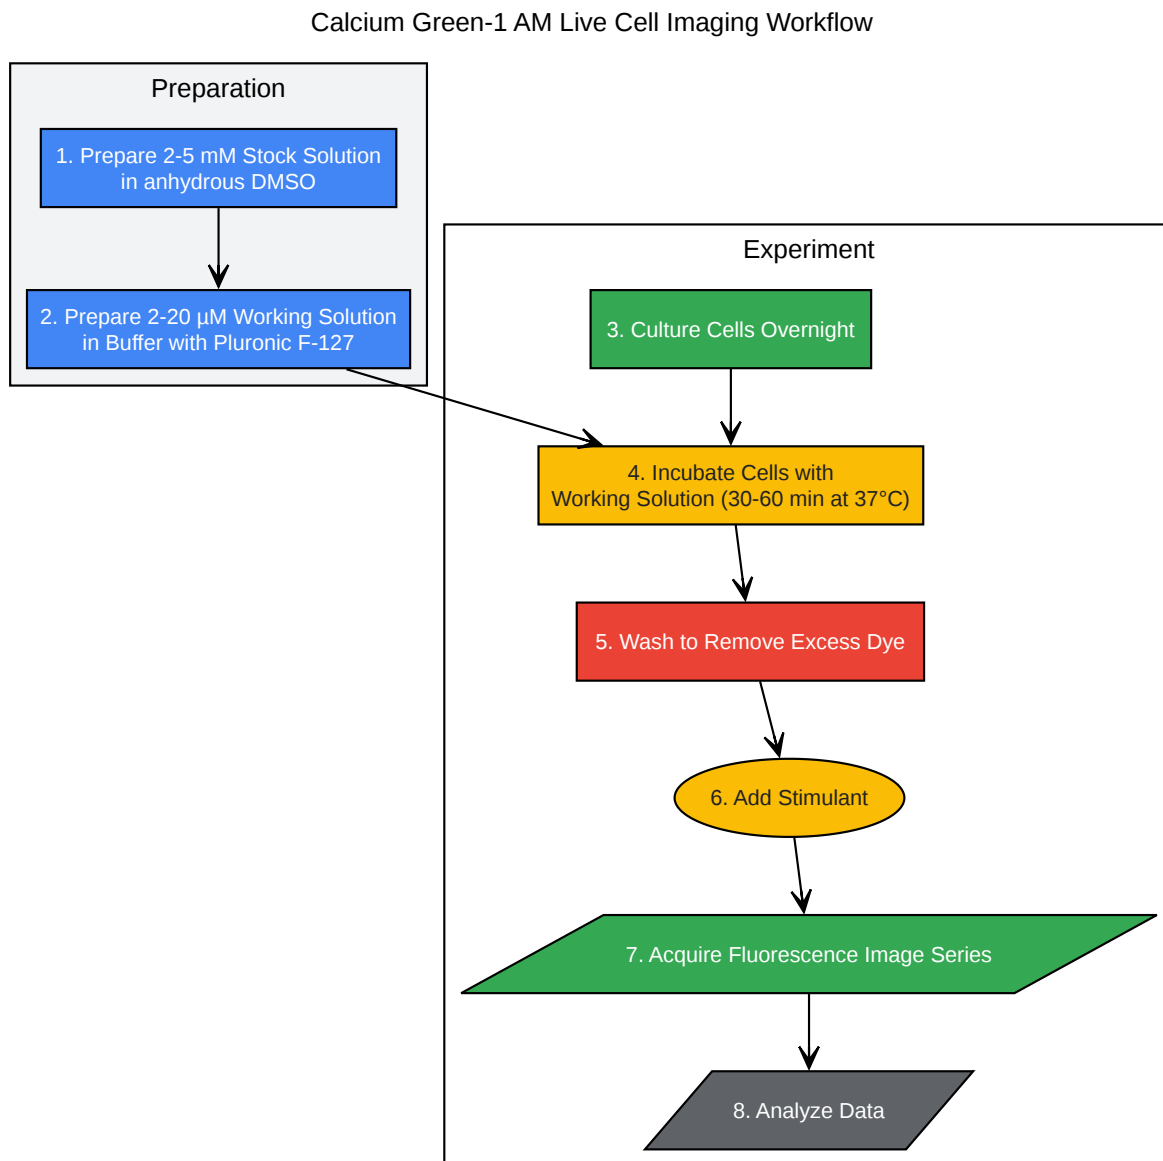 Calcium Green-1 AM Live Cell Imaging Workflow
Preparation
1. Prepare 2-5 mM Stock Solution
in anhydrous DMSO
2. Prepare 2-20 µM Working Solution
in Buffer with Pluronic F-127
Experiment
3. Culture Cells Overnight
4. Incubate Cells with
Working Solution (30-60 min at 37°C)
5. Wash to Remove Excess Dye
6. Add Stimulant
7. Acquire Fluorescence Image Series
8. Analyze Data